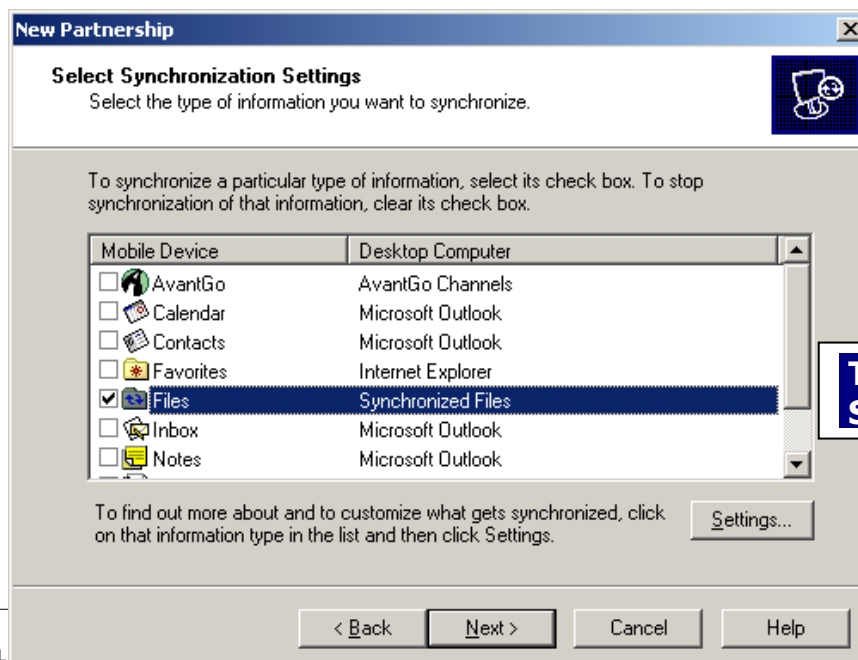 New Partnership
Select Synchronization Settings
Select the type of information you want to synchronize.
To synchronize a particular type of information, select its check box. To stop
synchronization of that information, clear its check box.
Mobile Device Desktop Computer
AvantGo AvantGo Channels
Calendar Microsoft Outlook
Contacts Microsoft Outlook
Favorites Internet Explorer
Files Synchronized Files
Inbox Microsoft Outlook
Notes Microsoft Outlook
To find out more about and to customize what gets synchronized, click
on that information type in the list and then click Settings.
Settings...
< Back Next > Cancel Help